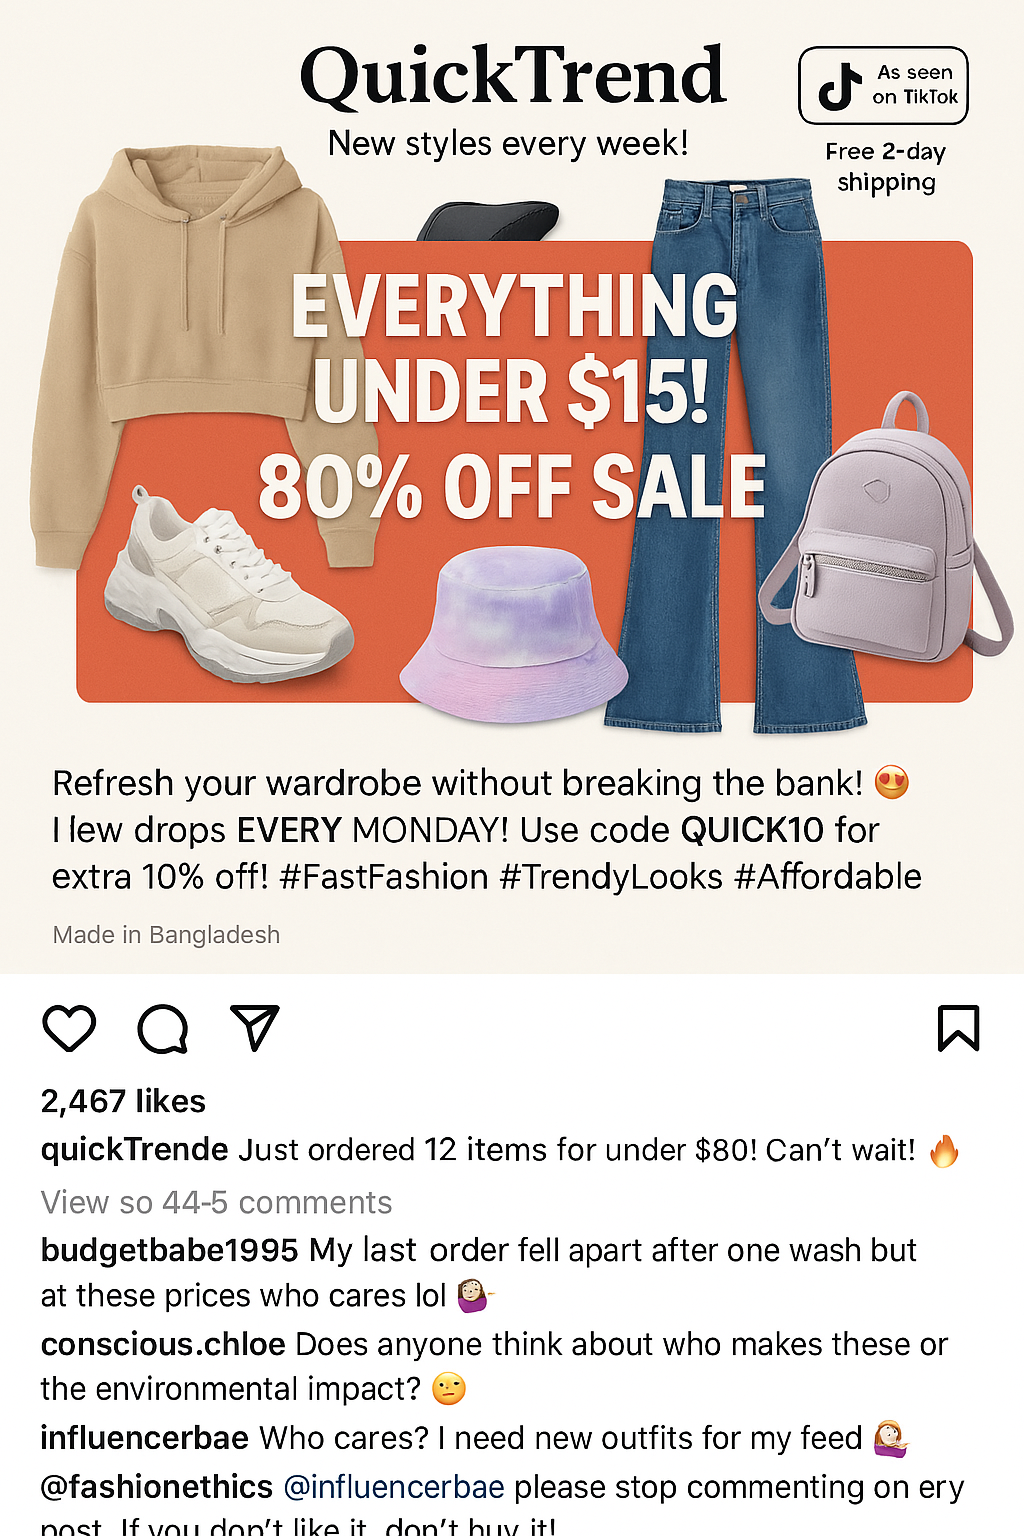 QuickTrend
New styles every week!
As seen
on TikTok
Free 2-day
shipping
EVERYTHING
UNDER $15!
80% OFF SALE
Refresh your wardrobe without breaking the bank! 😍
I lew drops EVERY MONDAY! Use code QUICK10 for
extra 10% off! #FastFashion #TrendyLooks #Affordable
Made in Bangladesh
2,467 likes
quickTrende Just ordered 12 items for under $80! Can't wait! 🔥
View so 44-5 comments
budgetbabe1995 My last order fell apart after one wash but
at these prices who cares lol 💁‍♀️
conscious.chloe Does anyone think about who makes these or
the environmental impact? 😕
influencerbae Who cares? I need new outfits for my feed 💁‍♀️
@fashionethics @influencerbae please stop commenting on ery
post. If you don't like it, don't buy it!